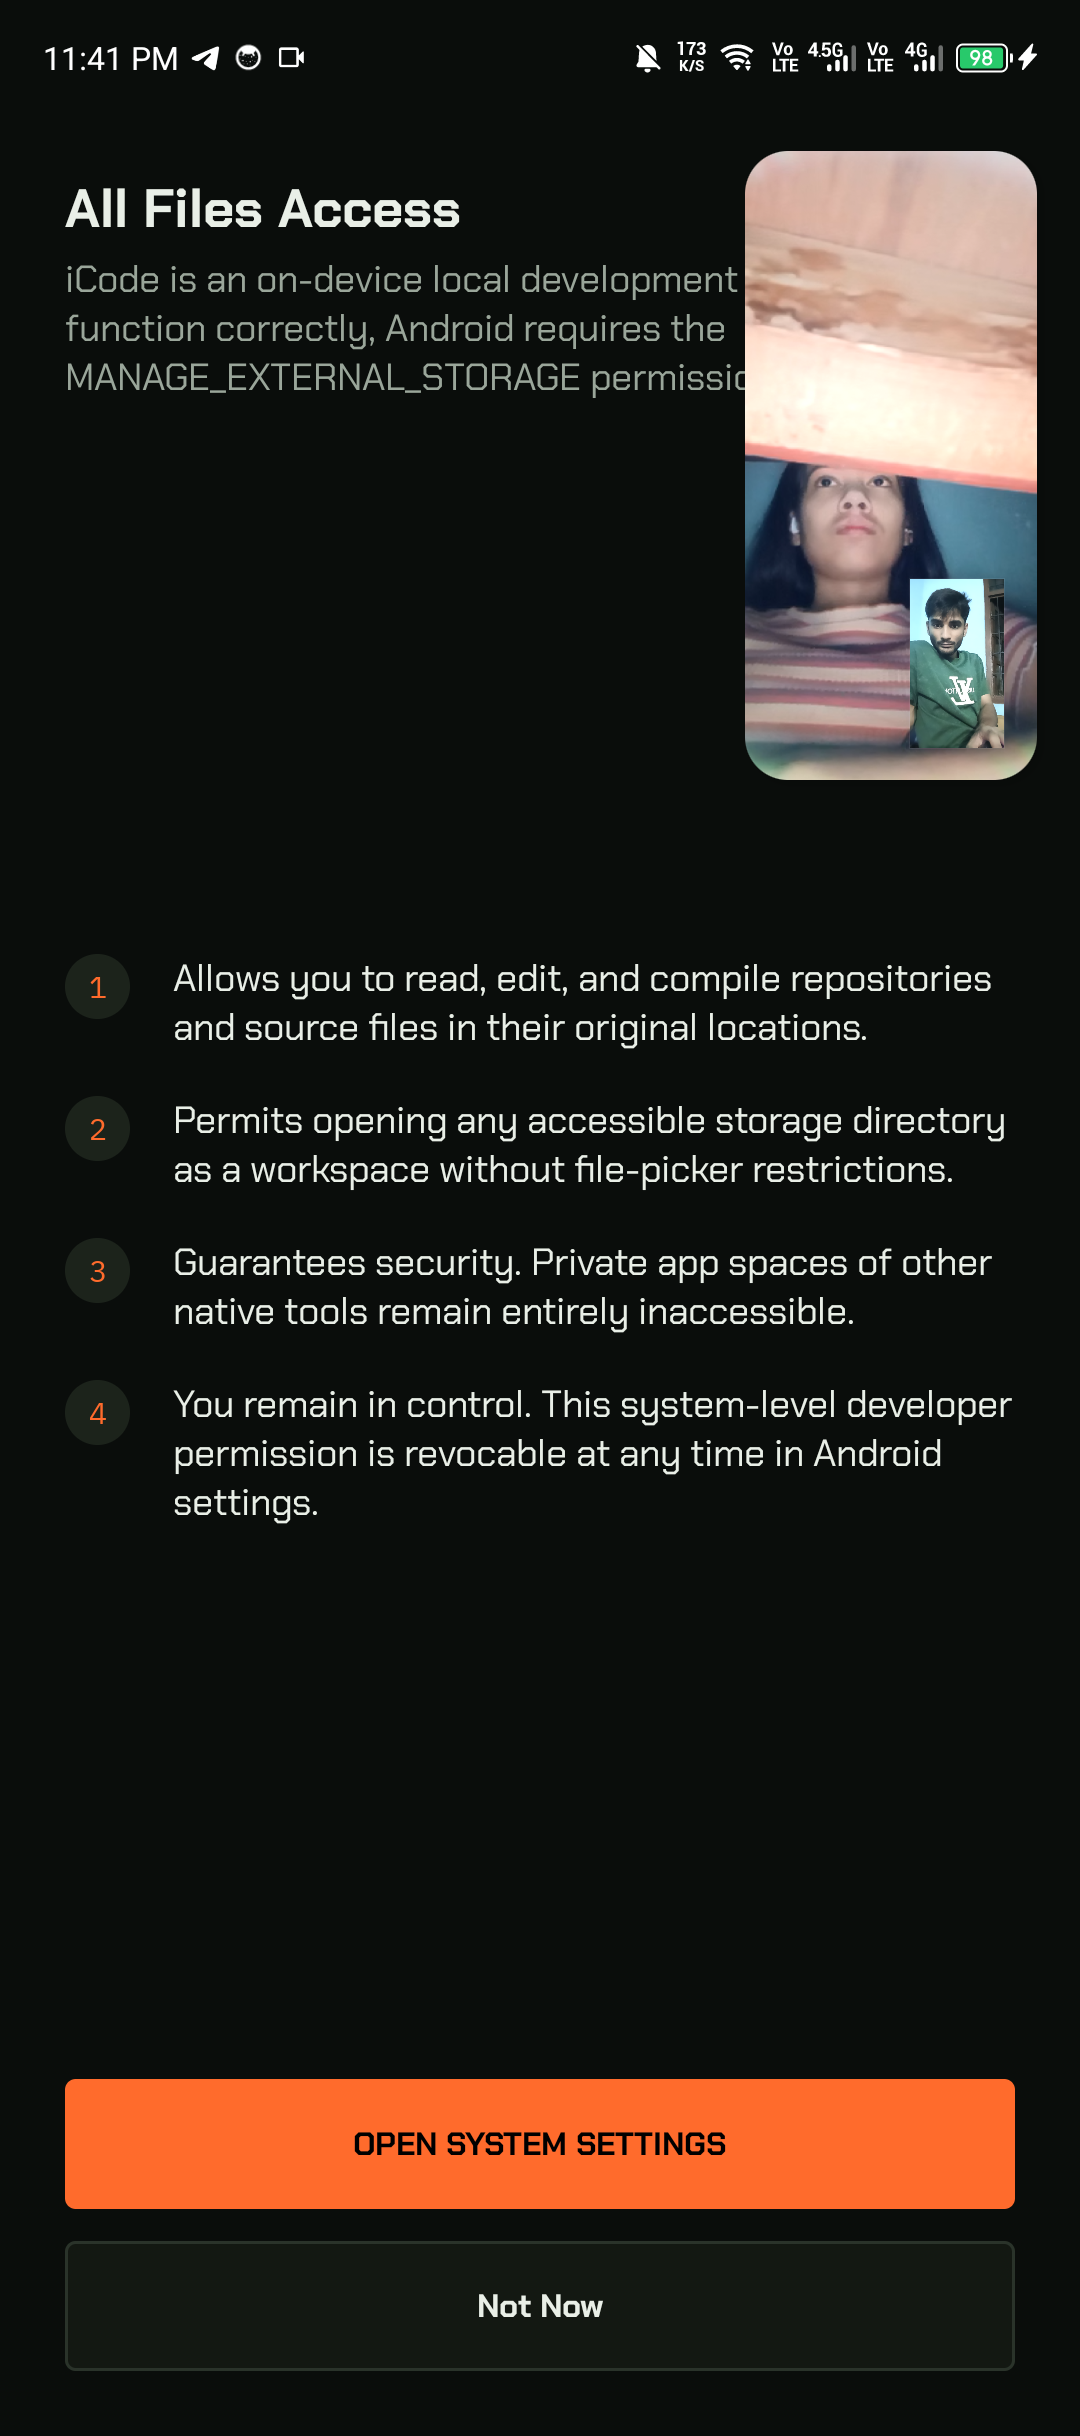 11:41 PM
173 K/S
Vo LTE 4.5G
Vo LTE 4G
98
All Files Access
iCode is an on-device local development
function correctly, Android requires the
MANAGE_EXTERNAL_STORAGE
1
Allows you to read, edit, and compile repositories
and source files in their original locations.
2
Permits opening any accessible storage directory
as a workspace without file-picker restrictions.
3
Guarantees security. Private app spaces of other
native tools remain entirely inaccessible.
4
You remain in control. This system-level developer
permission is revocable at any time in Android
settings.
OPEN SYSTEM SETTINGS
Not Now